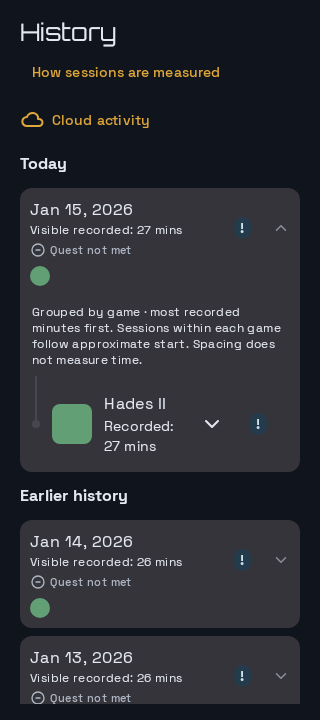 History
How sessions are measured
Cloud activity
Today
Jan 15, 2026
Visible recorded: 27 mins
!
Quest not met
Grouped by game · most recorded
minutes first. Sessions within each game
follow approximate start. Spacing does
not measure time.
Hades II
Recorded:
27 mins
!
Earlier history
Jan 14, 2026
Visible recorded: 26 mins
!
Quest not met
Jan 13, 2026
Visible recorded: 26 mins
!
Quest not met